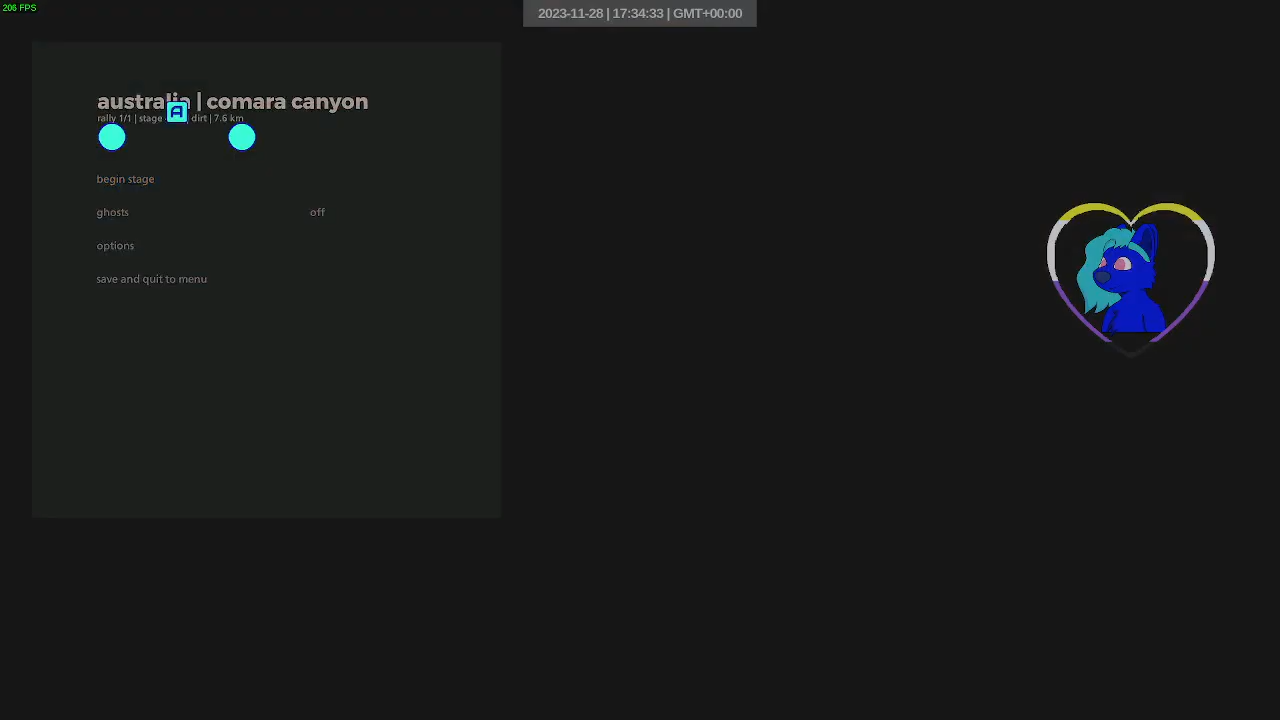 206 FPS
2023-11-28 | 17:34:33 | GMT+00:00
australia | comara canyon
rally 1/1 | stage | dirt | 7.6 km
A
begin stage
ghosts off
options
save and quit to menu